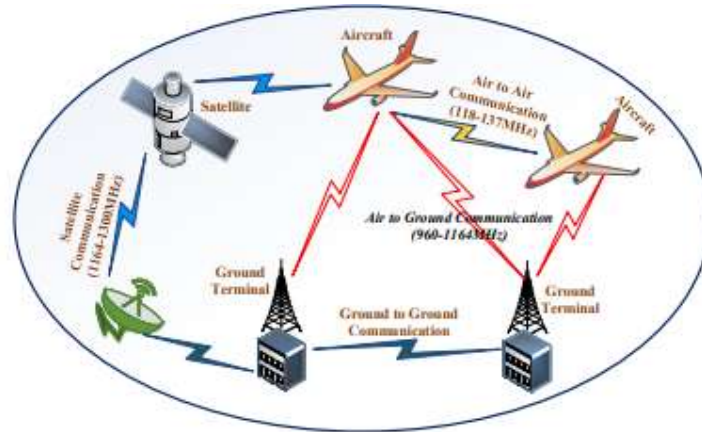 Aircraft
Satellite
Air to Air
Communication
(118-137MHz)
Aircraft
Satellite
Communication
(1164-1300MHz)
Air to Ground Communication
(960-1164MHz)
Ground
Terminal
Ground to Ground
Communication
Ground
Terminal